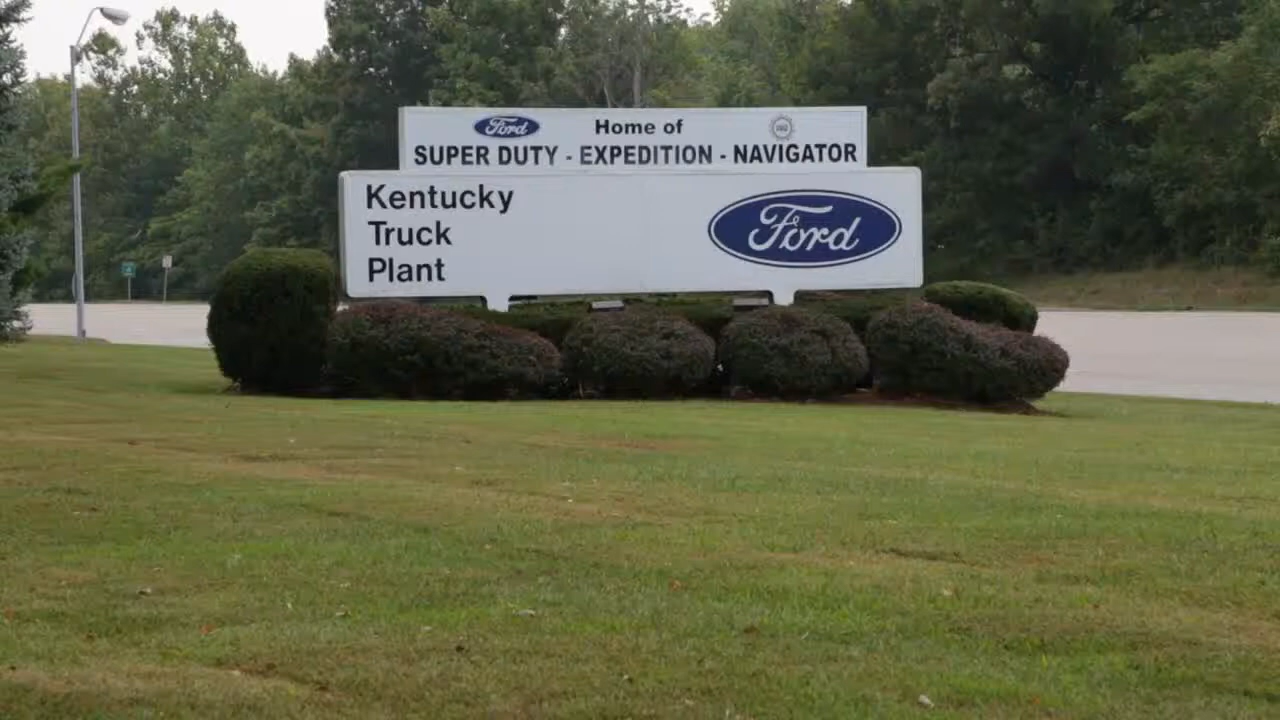 Ford
Home of
SUPER DUTY - EXPEDITION - NAVIGATOR
Kentucky
Truck
Plant
Ford